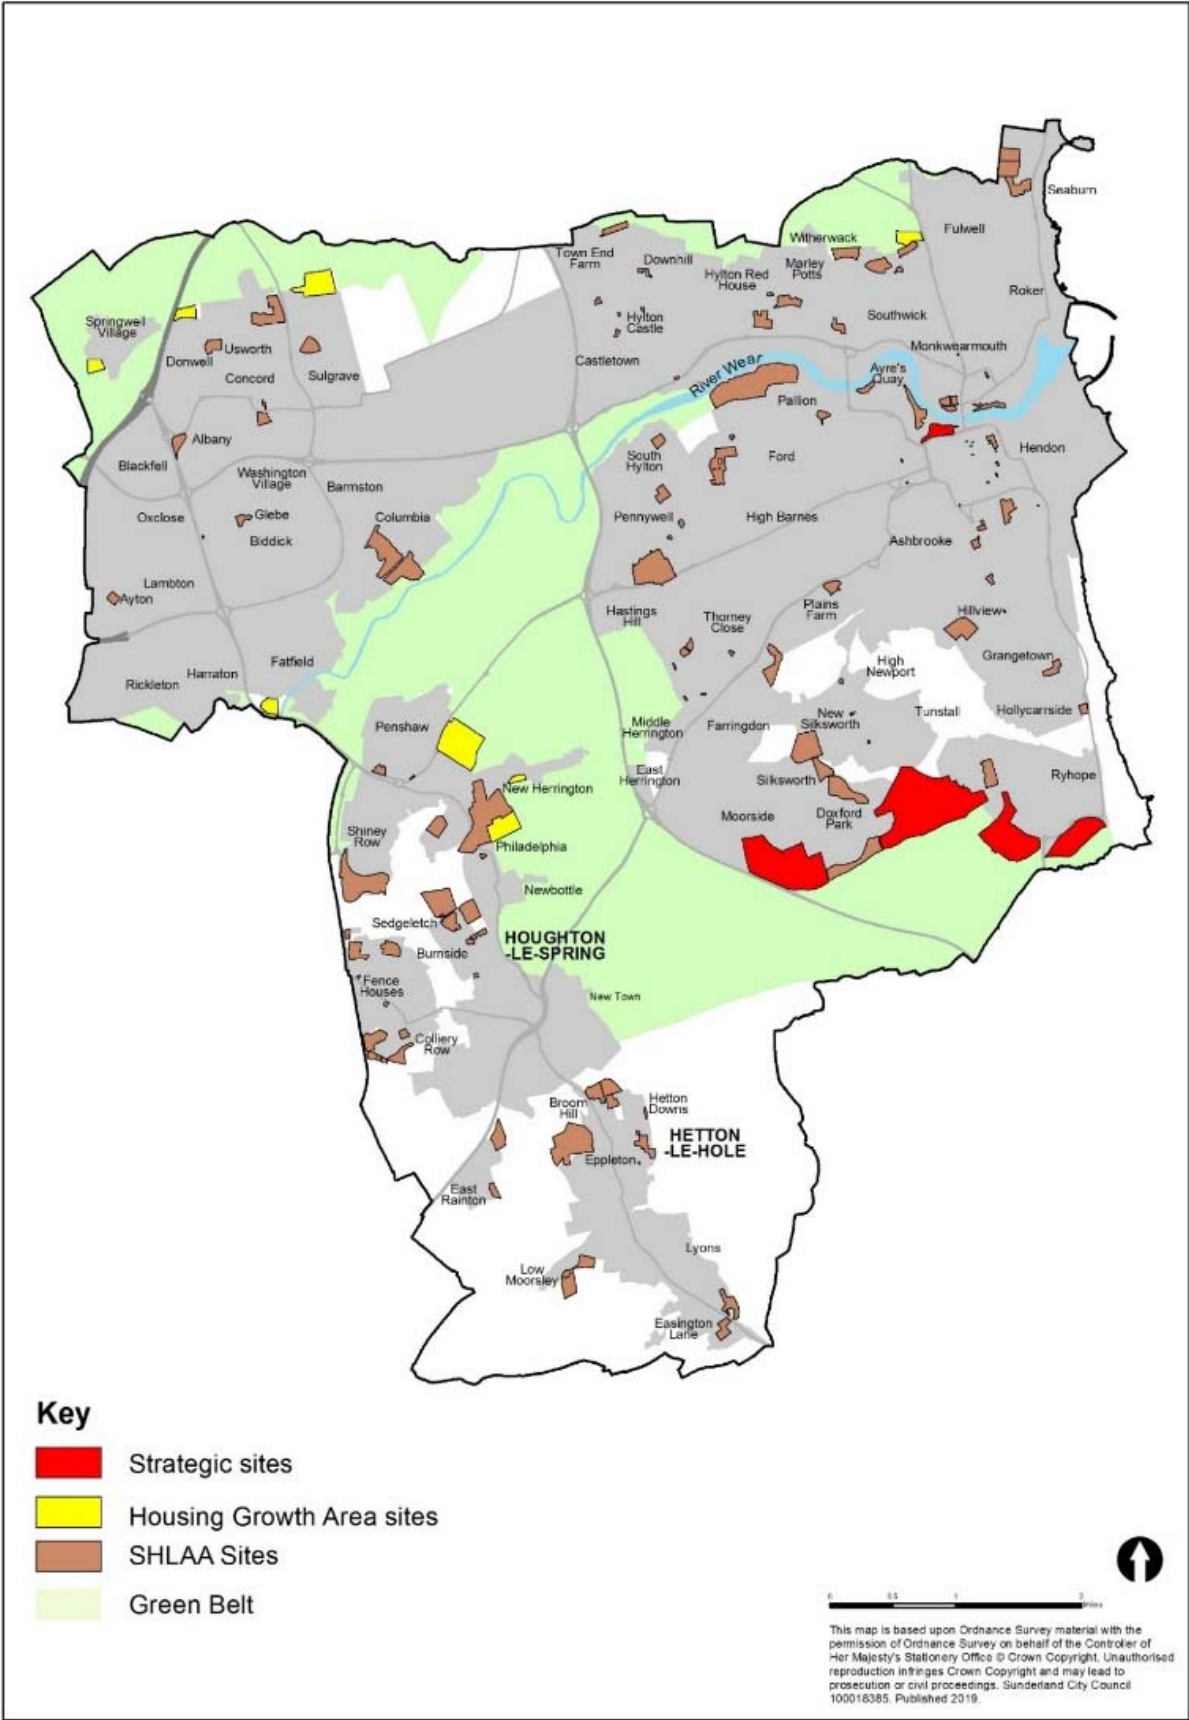 Seaburn
Fulwell
Witherwack
Town End
Farm
Downhill
Marley
Potts
Hylton Red
House
Roker
Southwick
Hylton
Castle
Springwell
Village
Usworth
Donwell
Concord
Sulgrave
Castletown
Monkwearmouth
River Wear
Ayre's
Quay
Pallion
Albany
Hendon
Blackfell
South
Hylton
Ford
Washington
Village
Barmston
Oxclose
Glebe
Columbia
Pennywell
High Barnes
Biddick
Ashbrooke
Lambton
Ayton
Hastings
Hill
Thorney
Close
Plains
Farm
Hillview
Fatfield
Harraton
Rickleton
High
Newport
Grangetown
Penshaw
Middle
Herrington
Farringdon
New
Silksworth
Tunstall
Hollycarrside
East
Herrington
Silksworth
Ryhope
New Herrington
Moorside
Doxford
Park
Shiney
Row
Philadelphia
Newbottle
Sedgeletch
HOUGHTON
-LE-SPRING
Burnside
Fence
Houses
New Town
Colliery
Row
Broom
Hill
Hetton
Downs
HETTON
-LE-HOLE
Eppleton
East
Rainton
Lyons
Low
Moorsley
Easington
Lane
Key
Strategic sites
Housing Growth Area sites
SHLAA Sites
Green Belt
0 0.5 1 2
Miles
This map is based upon Ordnance Survey material with the
permission of Ordnance Survey on behalf of the Controller of
Her Majesty's Stationery Office © Crown Copyright. Unauthorised
reproduction infringes Crown Copyright and may lead to
prosecution or civil proceedings. Sunderland City Council
100018385. Published 2019.